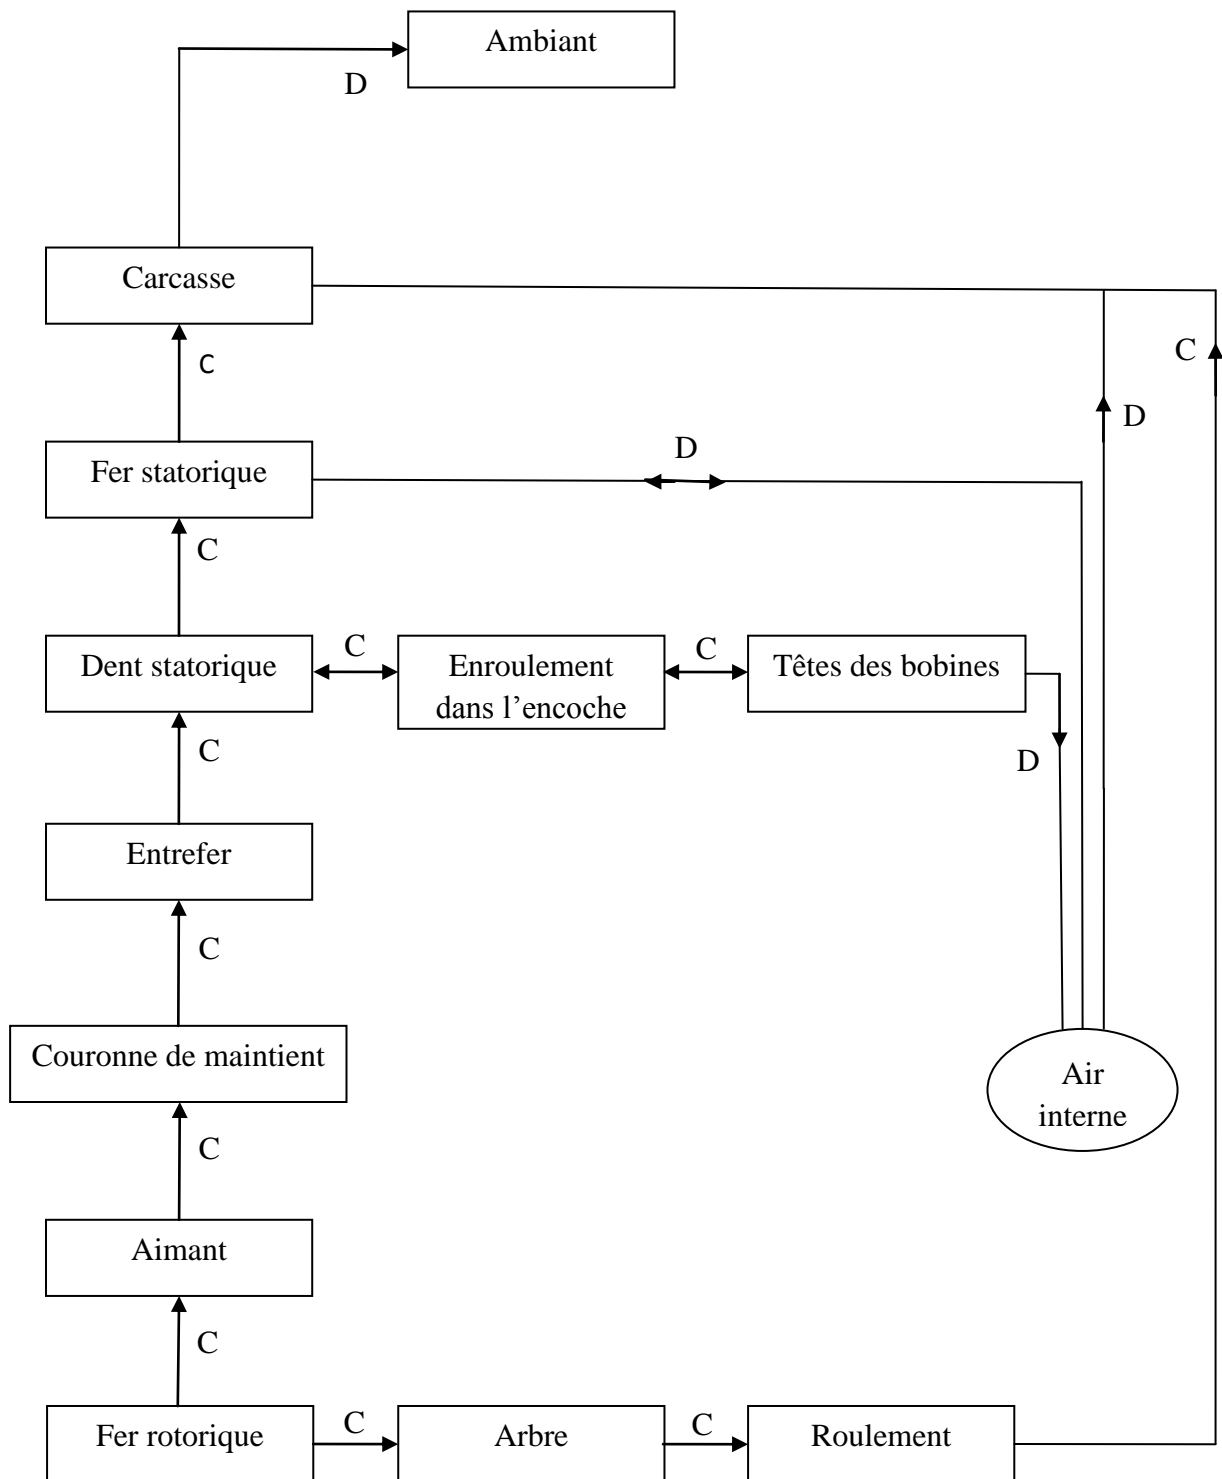 Ambiant
D
Carcasse
C
C
D
D
Fer statorique
C
Dent statorique
C
Enroulement
dans l’encoche
C
Têtes des bobines
C
D
Entrefer
C
Couronne de maintient
Air
interne
C
Aimant
C
Fer rotorique
C
Arbre
C
Roulement